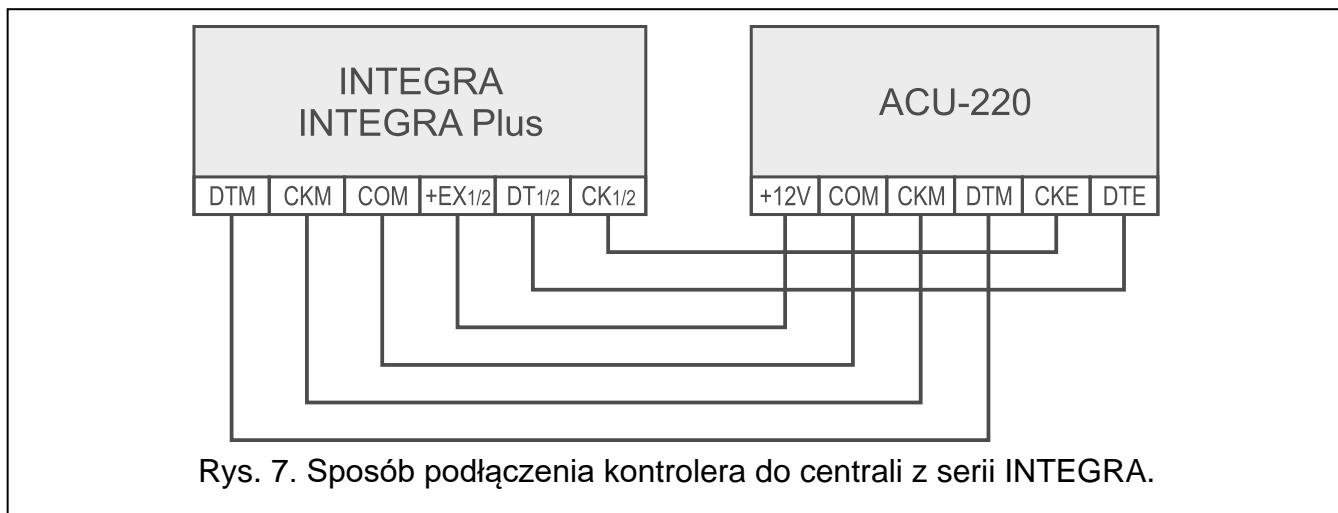 INTEGRA
INTEGRA Plus
ACU-220
DTM CKM COM +EX1/2 DT1/2 CK1/2
+12V COM CKM DTM CKE DTE
Rys. 7. Sposób podłączenia kontrolera do centrali z serii INTEGRA.